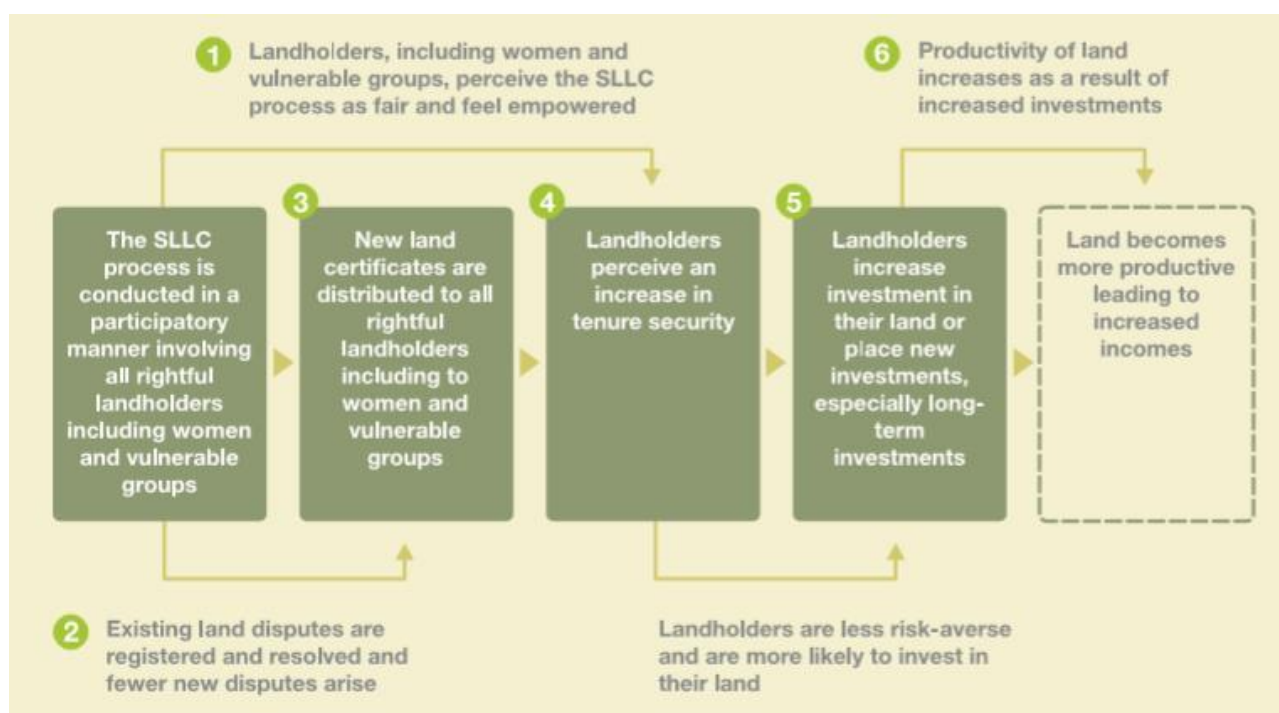 1
Landholders, including women and
vulnerable groups, perceive the SLLC
process as fair and feel empowered
6
Productivity of land
increases as a result of
increased investments
The SLLC
process is
conducted in a
participatory
manner involving
all rightful
landholders
including women
and vulnerable
groups
3
New land
certificates are
distributed to all
rightful
landholders
including to
women and
vulnerable
groups
4
Landholders
perceive an
increase in
tenure security
5
Landholders
increase
investment in
their land or
place new
investments,
especially long-
term
investments
Land becomes
more productive
leading to
increased
incomes
2
Existing land disputes are
registered and resolved and
fewer new disputes arise
Landholders are less risk-averse
and are more likely to invest in
their land